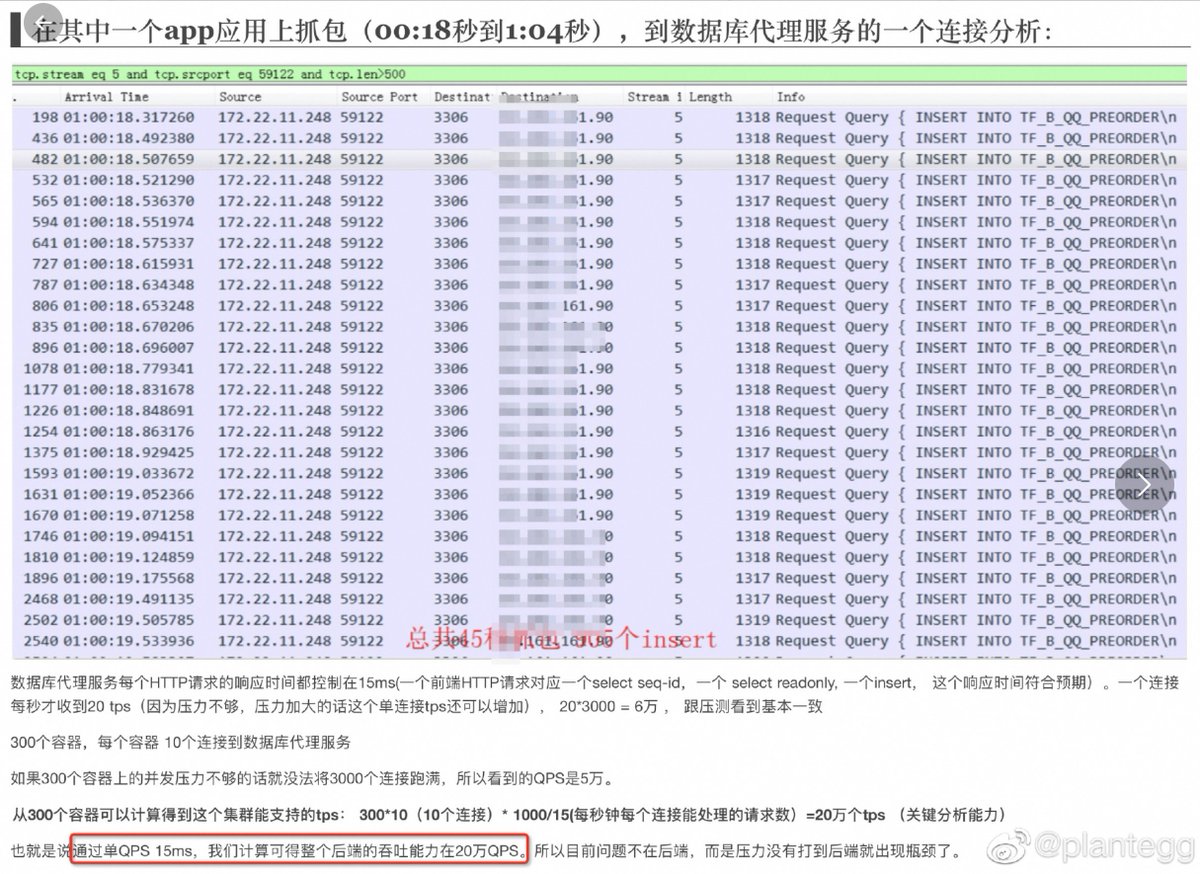 在其中一个app应用上抓包（00:18秒到1:04秒），到数据库代理服务的一个连接分析：
tcp.stream eq 5 and tcp.srcport eq 59122 and tcp.len>500
. Arrival Time Source Source Port Destinat Destination Stream i Length Info
198 01:00:18.317260 172.22.11.248 59122 3306 1.90 5 1318 Request Query { INSERT INTO TF_B_QQ_PREORDER\n
436 01:00:18.492380 172.22.11.248 59122 3306 1.90 5 1318 Request Query { INSERT INTO TF_B_QQ_PREORDER\n
482 01:00:18.507659 172.22.11.248 59122 3306 1.90 5 1318 Request Query { INSERT INTO TF_B_QQ_PREORDER\n
532 01:00:18.521290 172.22.11.248 59122 3306 1.90 5 1317 Request Query { INSERT INTO TF_B_QQ_PREORDER\n
565 01:00:18.536370 172.22.11.248 59122 3306 1.90 5 1317 Request Query { INSERT INTO TF_B_QQ_PREORDER\n
594 01:00:18.551974 172.22.11.248 59122 3306 1.90 5 1318 Request Query { INSERT INTO TF_B_QQ_PREORDER\n
641 01:00:18.575337 172.22.11.248 59122 3306 1.90 5 1318 Request Query { INSERT INTO TF_B_QQ_PREORDER\n
727 01:00:18.615931 172.22.11.248 59122 3306 1.90 5 1318 Request Query { INSERT INTO TF_B_QQ_PREORDER\n
787 01:00:18.634348 172.22.11.248 59122 3306 1.90 5 1317 Request Query { INSERT INTO TF_B_QQ_PREORDER\n
806 01:00:18.653248 172.22.11.248 59122 3306 161.90 5 1317 Request Query { INSERT INTO TF_B_QQ_PREORDER\n
835 01:00:18.670206 172.22.11.248 59122 3306 5 1318 Request Query { INSERT INTO TF_B_QQ_PREORDER\n
896 01:00:18.696007 172.22.11.248 59122 3306 5 1318 Request Query { INSERT INTO TF_B_QQ_PREORDER\n
1078 01:00:18.779341 172.22.11.248 59122 3306 1.90 5 1318 Request Query { INSERT INTO TF_B_QQ_PREORDER\n
1177 01:00:18.831678 172.22.11.248 59122 3306 1.90 5 1318 Request Query { INSERT INTO TF_B_QQ_PREORDER\n
1226 01:00:18.848691 172.22.11.248 59122 3306 1.90 5 1318 Request Query { INSERT INTO TF_B_QQ_PREORDER\n
1254 01:00:18.863176 172.22.11.248 59122 3306 1.90 5 1316 Request Query { INSERT INTO TF_B_QQ_PREORDER\n
1375 01:00:18.929425 172.22.11.248 59122 3306 1.90 5 1317 Request Query { INSERT INTO TF_B_QQ_PREORDER\n
1593 01:00:19.033672 172.22.11.248 59122 3306 1.90 5 1319 Request Query { INSERT INTO TF_B_QQ_PREORDER\n
1631 01:00:19.052366 172.22.11.248 59122 3306 1.90 5 1319 Request Query { INSERT INTO TF_B_QQ_PREORDER\n
1670 01:00:19.071258 172.22.11.248 59122 3306 1.90 5 1319 Request Query { INSERT INTO TF_B_QQ_PREORDER\n
1746 01:00:19.094151 172.22.11.248 59122 3306 0 5 1318 Request Query { INSERT INTO TF_B_QQ_PREORDER\n
1810 01:00:19.124859 172.22.11.248 59122 3306 0 5 1318 Request Query { INSERT INTO TF_B_QQ_PREORDER\n
1896 01:00:19.175568 172.22.11.248 59122 3306 0 5 1317 Request Query { INSERT INTO TF_B_QQ_PREORDER\n
2468 01:00:19.491135 172.22.11.248 59122 3306 0 5 1317 Request Query { INSERT INTO TF_B_QQ_PREORDER\n
2502 01:00:19.505785 172.22.11.248 59122 3306 0 5 1319 Request Query { INSERT INTO TF_B_QQ_PREORDER\n
2540 01:00:19.533936 172.22.11.248 59122 3306 161.90 5 1318 Request Query { INSERT INTO TF_B_QQ_PREORDER\n
总共45秒抓包 insert
数据库代理服务每个HTTP请求的响应时间都控制在15ms(一个前端HTTP请求对应一个select seq-id，一个 select readonly, 一个insert， 这个响应时间符合预期）。一个连接
每秒才收到20 tps（因为压力不够，压力加大的话这个单连接tps还可以增加）， 20*3000 = 6万 ， 跟压测看到基本一致
300个容器，每个容器 10个连接到数据库代理服务
如果300个容器上的并发压力不够的话就没法将3000个连接跑满，所以看到的QPS是5万。
从300个容器可以计算得到这个集群能支持的tps： 300*10（10个连接）* 1000/15(每秒钟每个连接能处理的请求数）=20万个tps （关键分析能力）
也就是说通过单QPS 15ms，我们计算可得整个后端的吞吐能力在20万QPS。所以目前问题不在后端，而是压力没有打到后端就出现瓶颈了。
@plantegg